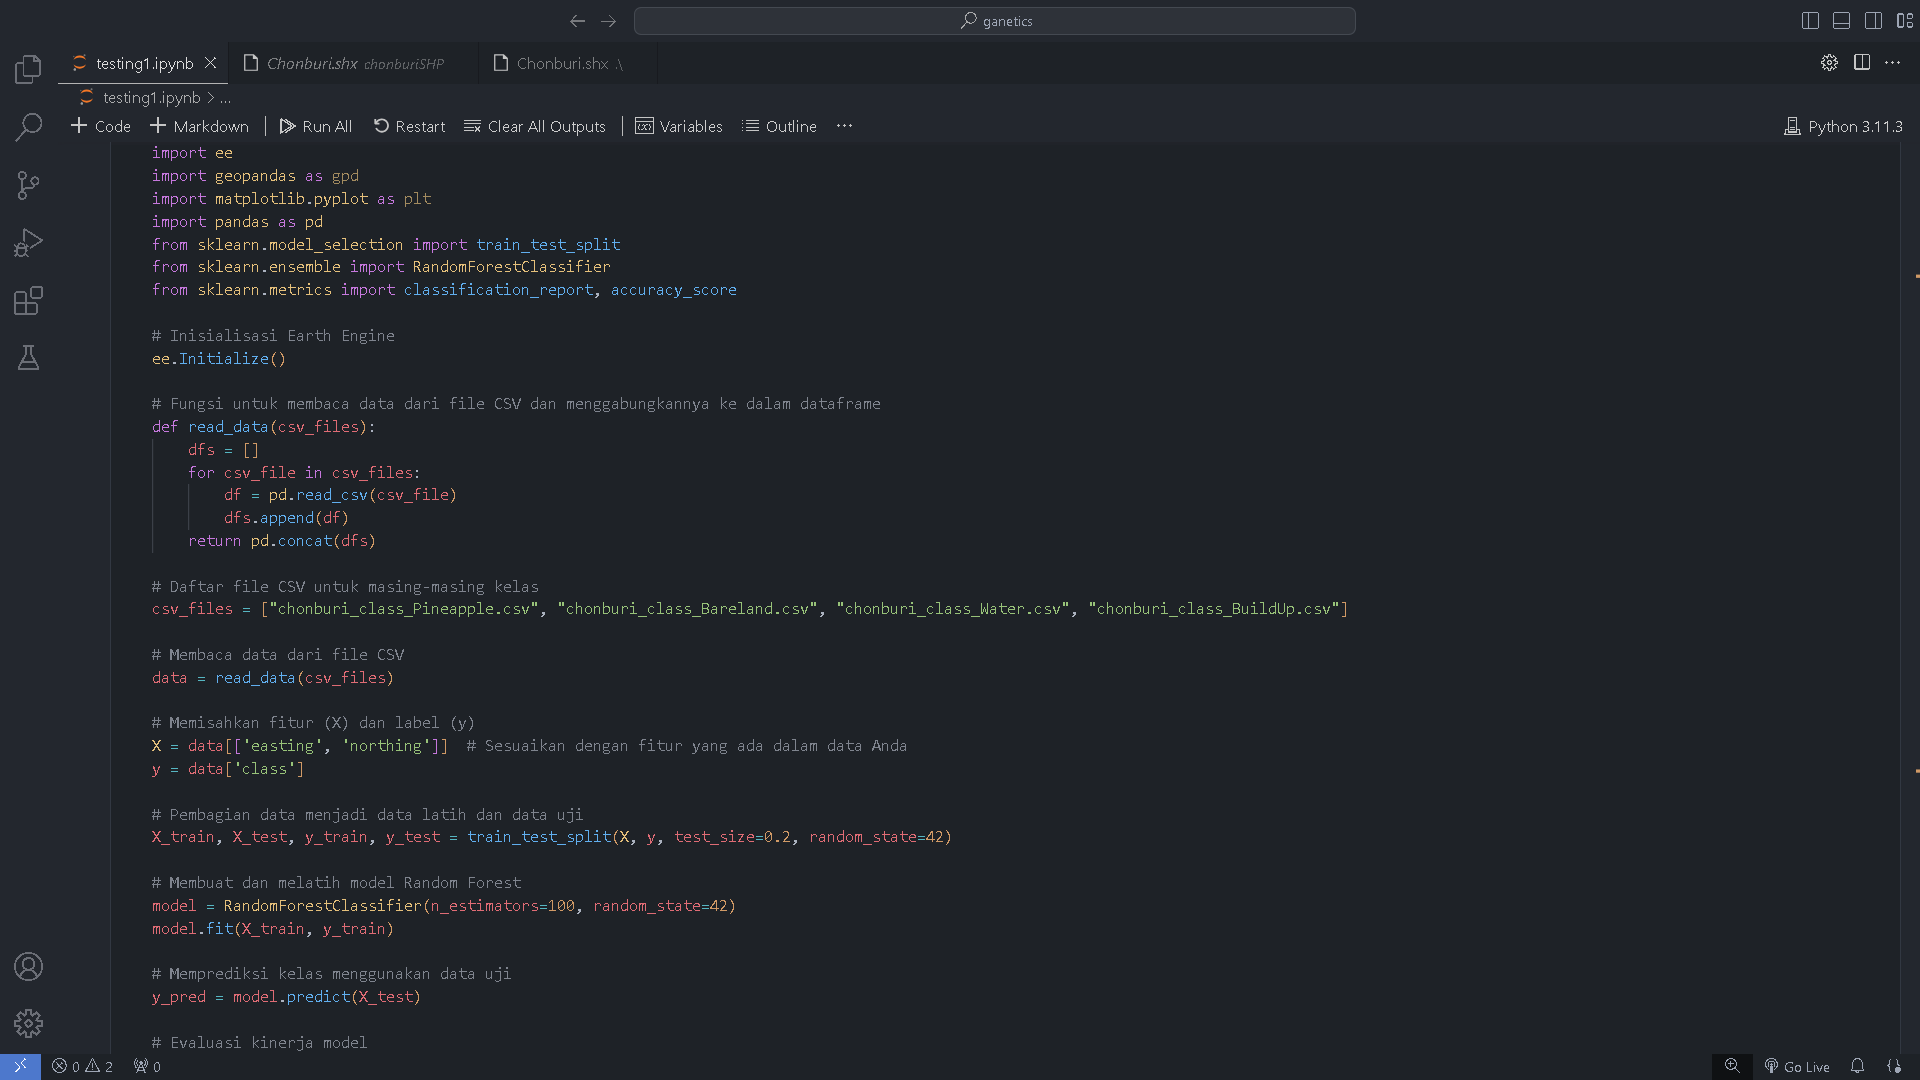 ganetics
testing1.ipynb
Chonburi.shx chonburiSHP
Chonburi.shx .\
testing1.ipynb > ...
Code
Markdown
Run All
Restart
Clear All Outputs
Variables
Outline
...
Python 3.11.3
import ee
import geopandas as gpd
import matplotlib.pyplot as plt
import pandas as pd
from sklearn.model_selection import train_test_split
from sklearn.ensemble import RandomForestClassifier
from sklearn.metrics import classification_report, accuracy_score
# Inisialisasi Earth Engine
ee.Initialize()
# Fungsi untuk membaca data dari file CSV dan menggabungkannya ke dalam dataframe
def read_data(csv_files):
    dfs = []
    for csv_file in csv_files:
        df = pd.read_csv(csv_file)
        dfs.append(df)
    return pd.concat(dfs)
# Daftar file CSV untuk masing-masing kelas
csv_files = ["chonburi_class_Pineapple.csv", "chonburi_class_Bareland.csv", "chonburi_class_Water.csv", "chonburi_class_BuildUp.csv"]
# Membaca data dari file CSV
data = read_data(csv_files)
# Memisahkan fitur (X) dan label (y)
X = data[['easting', 'northing']]  # Sesuaikan dengan fitur yang ada dalam data Anda
y = data['class']
# Pembagian data menjadi data latih dan data uji
X_train, X_test, y_train, y_test = train_test_split(X, y, test_size=0.2, random_state=42)
# Membuat dan melatih model Random Forest
model = RandomForestClassifier(n_estimators=100, random_state=42)
model.fit(X_train, y_train)
# Memprediksi kelas menggunakan data uji
y_pred = model.predict(X_test)
# Evaluasi kinerja model
0 2
0
Go Live